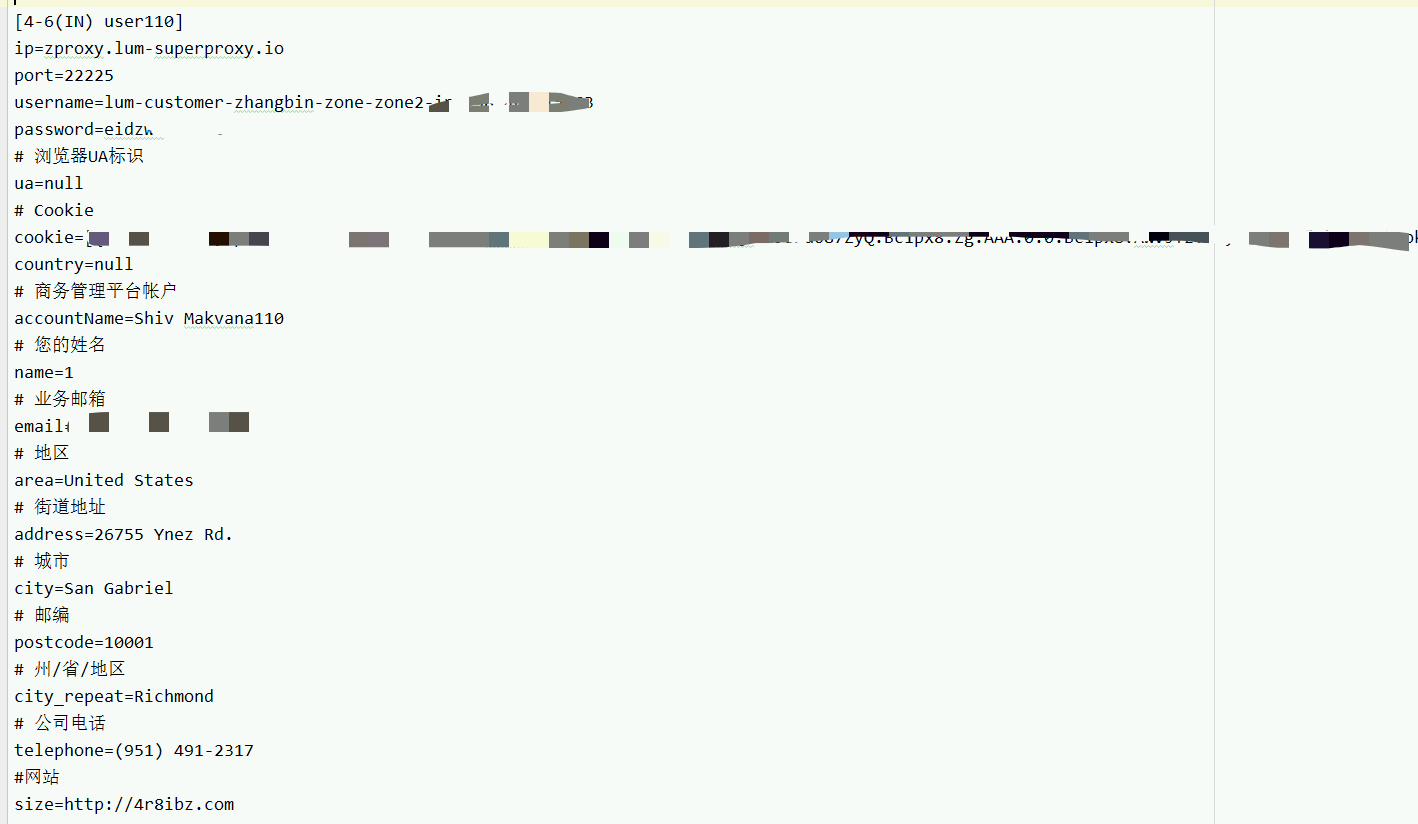 [4-6(IN) user110]
ip=zproxy.lum-superproxy.io
port=22225
username=lum-customer-zhangbin-zone-zone2-
password=eidzw
# 浏览器UA标识
ua=null
# Cookie
cookie=
country=null
# 商务管理平台帐户
accountName=Shiv Makvana110
# 您的姓名
name=1
# 业务邮箱
email
# 地区
area=United States
# 街道地址
address=26755 Ynez Rd.
# 城市
city=San Gabriel
# 邮编
postcode=10001
# 州/省/地区
city_repeat=Richmond
# 公司电话
telephone=(951) 491-2317
#网站
size=http://4r8ibz.com